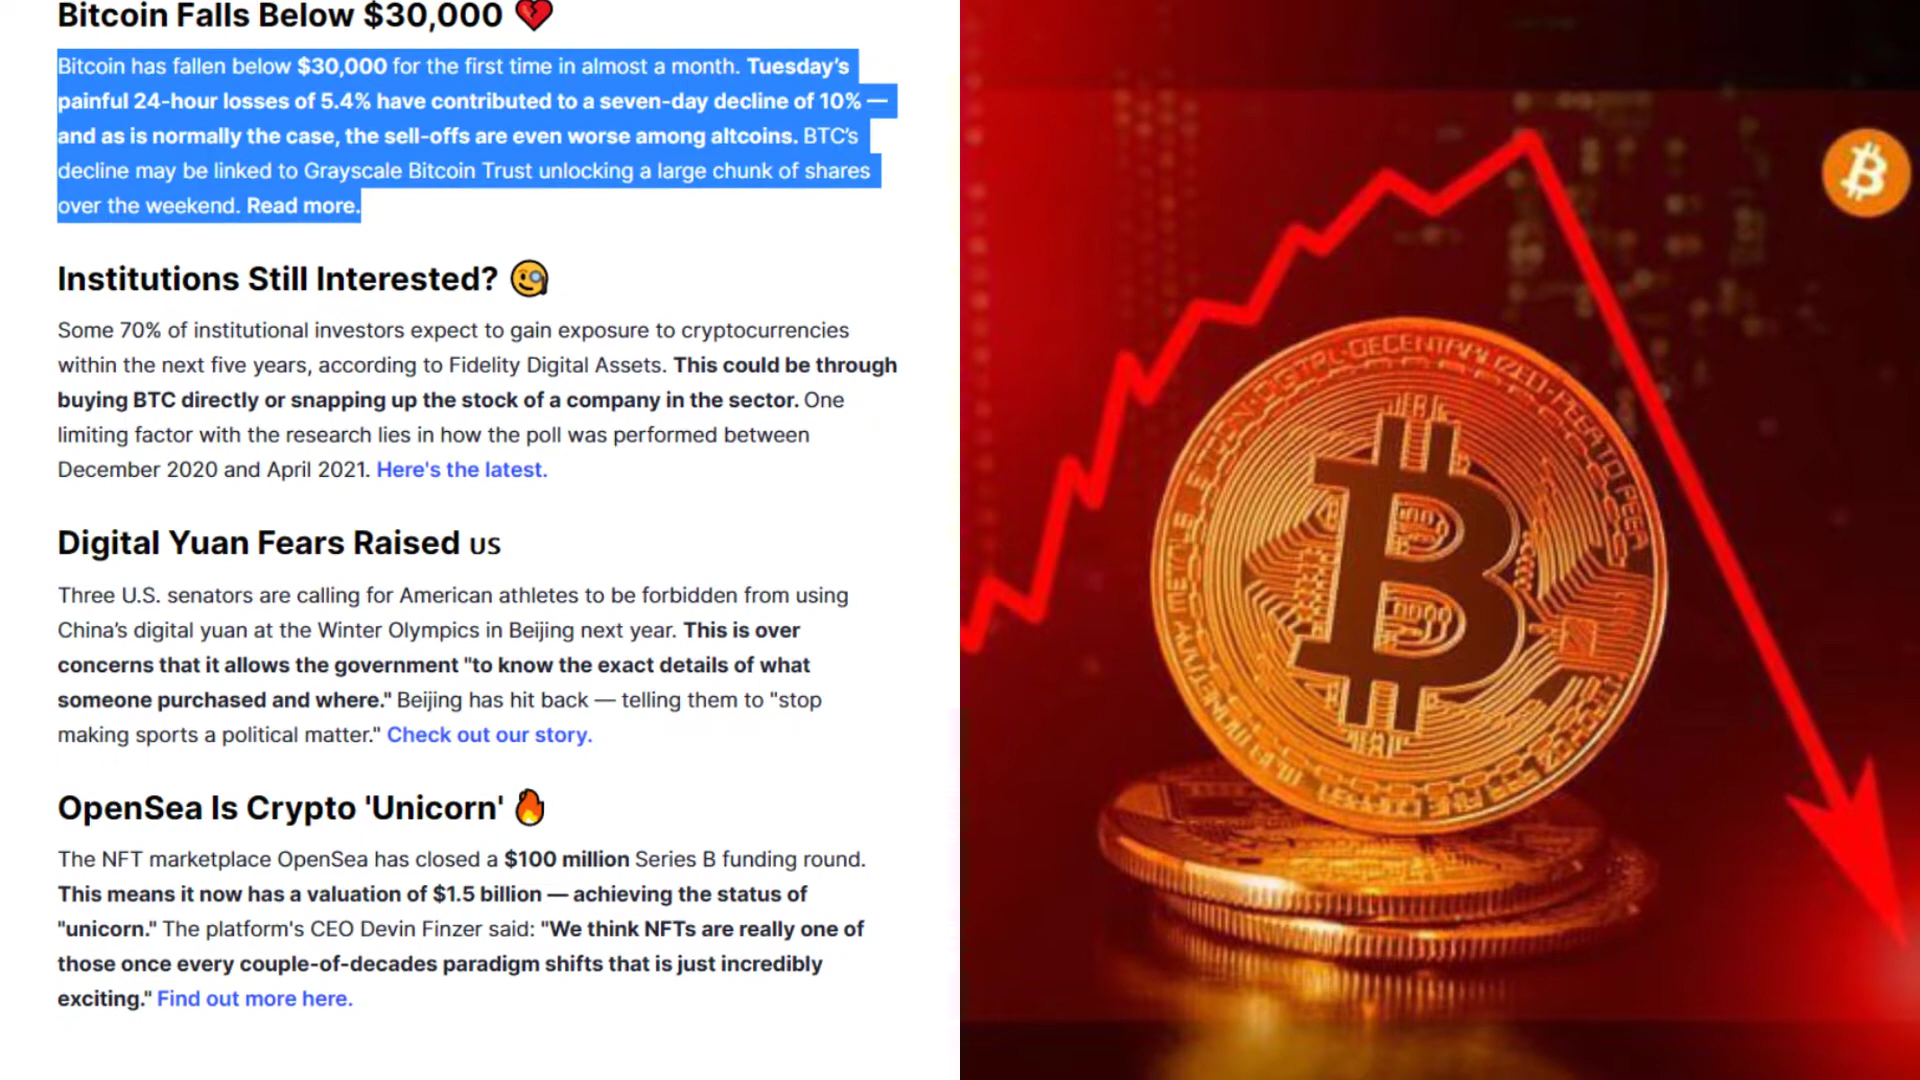 Bitcoin Falls Below $30,000 💔
Bitcoin has fallen below $30,000 for the first time in almost a month. Tuesday’s
painful 24-hour losses of 5.4% have contributed to a seven-day decline of 10% —
and as is normally the case, the sell-offs are even worse among altcoins. BTC’s
decline may be linked to Grayscale Bitcoin Trust unlocking a large chunk of shares
over the weekend. Read more.
Institutions Still Interested? 🧐
Some 70% of institutional investors expect to gain exposure to cryptocurrencies
within the next five years, according to Fidelity Digital Assets. This could be through
buying BTC directly or snapping up the stock of a company in the sector. One
limiting factor with the research lies in how the poll was performed between
December 2020 and April 2021. Here's the latest.
Digital Yuan Fears Raised US
Three U.S. senators are calling for American athletes to be forbidden from using
China’s digital yuan at the Winter Olympics in Beijing next year. This is over
concerns that it allows the government "to know the exact details of what
someone purchased and where." Beijing has hit back — telling them to "stop
making sports a political matter." Check out our story.
OpenSea Is Crypto 'Unicorn' 🔥
The NFT marketplace OpenSea has closed a $100 million Series B funding round.
This means it now has a valuation of $1.5 billion — achieving the status of
"unicorn." The platform's CEO Devin Finzer said: "We think NFTs are really one of
those once every couple-of-decades paradigm shifts that is just incredibly
exciting." Find out more here.
DIGITAL DECENTRALIZED PEER TO PEER